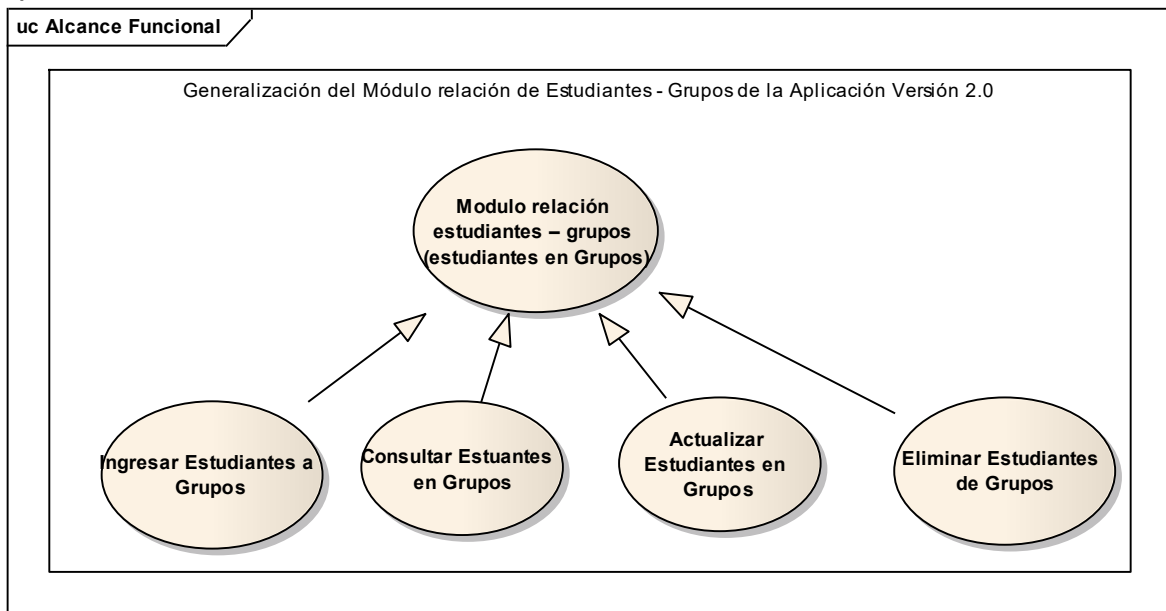 uc Alcance Funcional
Generalización del Módulo relación de Estudiantes - Grupos de la Aplicación Versión 2.0
Modulo relación
estudiantes – grupos
(estudiantes en Grupos)
Ingresar Estudiantes a
Grupos
Consultar Estuantes
en Grupos
Actualizar
Estudiantes en
Grupos
Eliminar Estudiantes
de Grupos